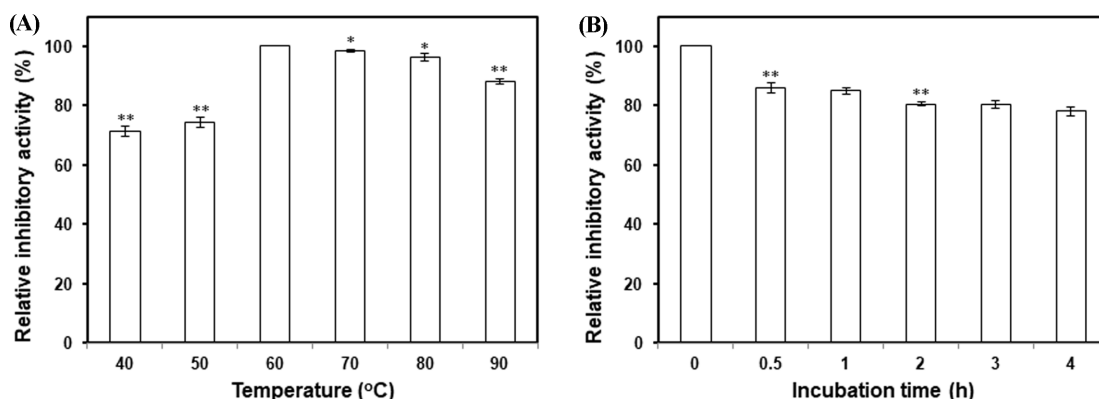 (A)
Relative inhibitory activity (%)
100
80
60
40
20
0
** ** * * **
40 50 60 70 80 90
Temperature (oC)
(B)
Relative inhibitory activity (%)
100
80
60
40
20
0
** **
0 0.5 1 2 3 4
Incubation time (h)